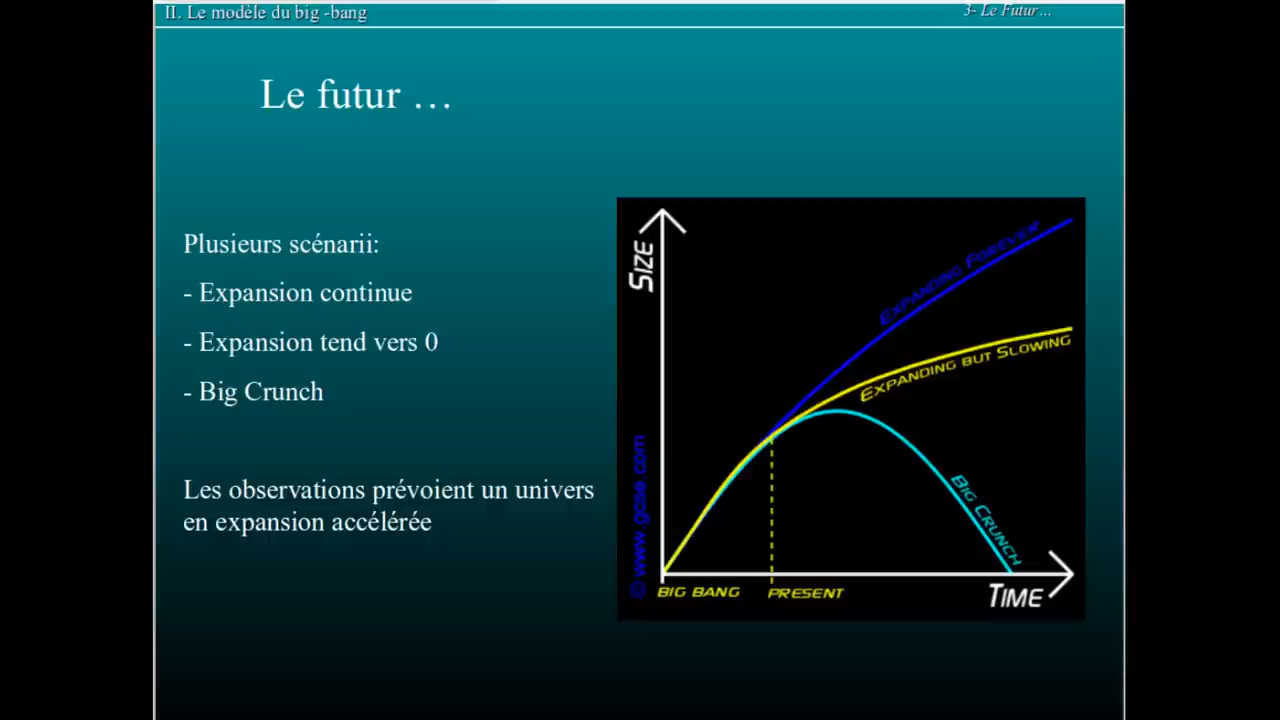 II. Le modèle du big -bang
3- Le Futur…
Le futur …
Plusieurs scénarii:
- Expansion continue
- Expansion tend vers 0
- Big Crunch
Les observations prévoient un univers
en expansion accélérée
SIZE
EXPANDING FOREVER
EXPANDING BUT SLOWING
BIG CRUNCH
© www.gcse.com
BIG BANG
PRESENT
TIME